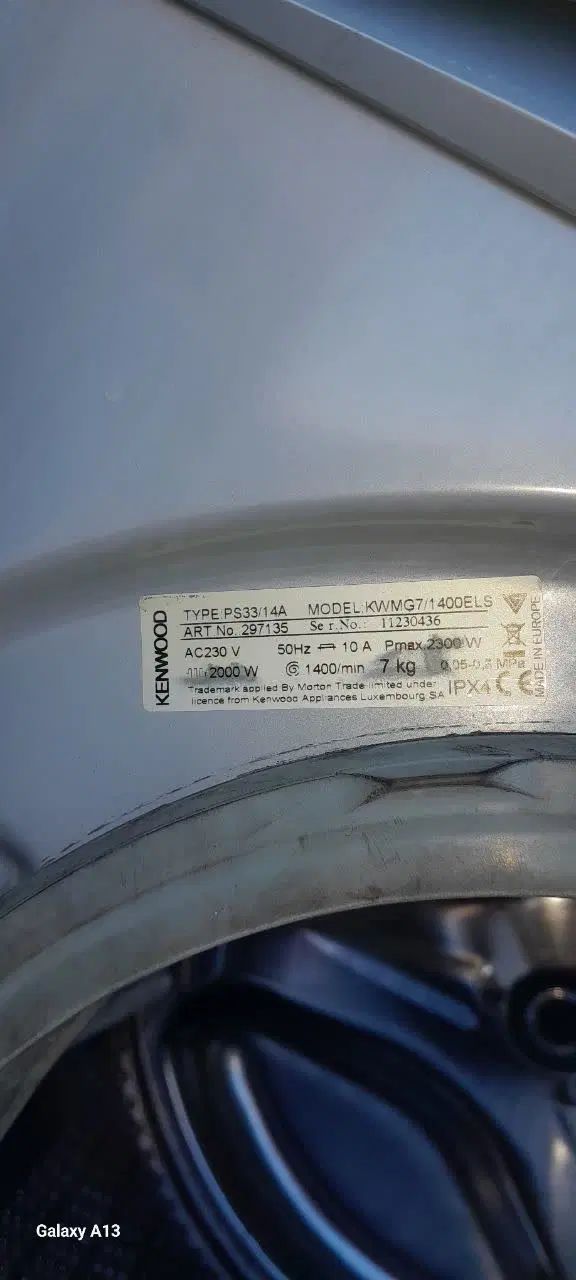 KENWOOD
TYPE:PS33/14A MODEL:KWMG7/1400ELS
ART No. 297135 Ser.No.: 11230436
AC230 V 50Hz 10 A Pmax.2300 W
2000 W 1400/min 7 kg 0,05-0,8 MPa
Trademark applied By Morton Trade limited under
licence from Kenwood Appliances Luxembourg SA
IPX4 CE
MADE IN EUROPE
Galaxy A13